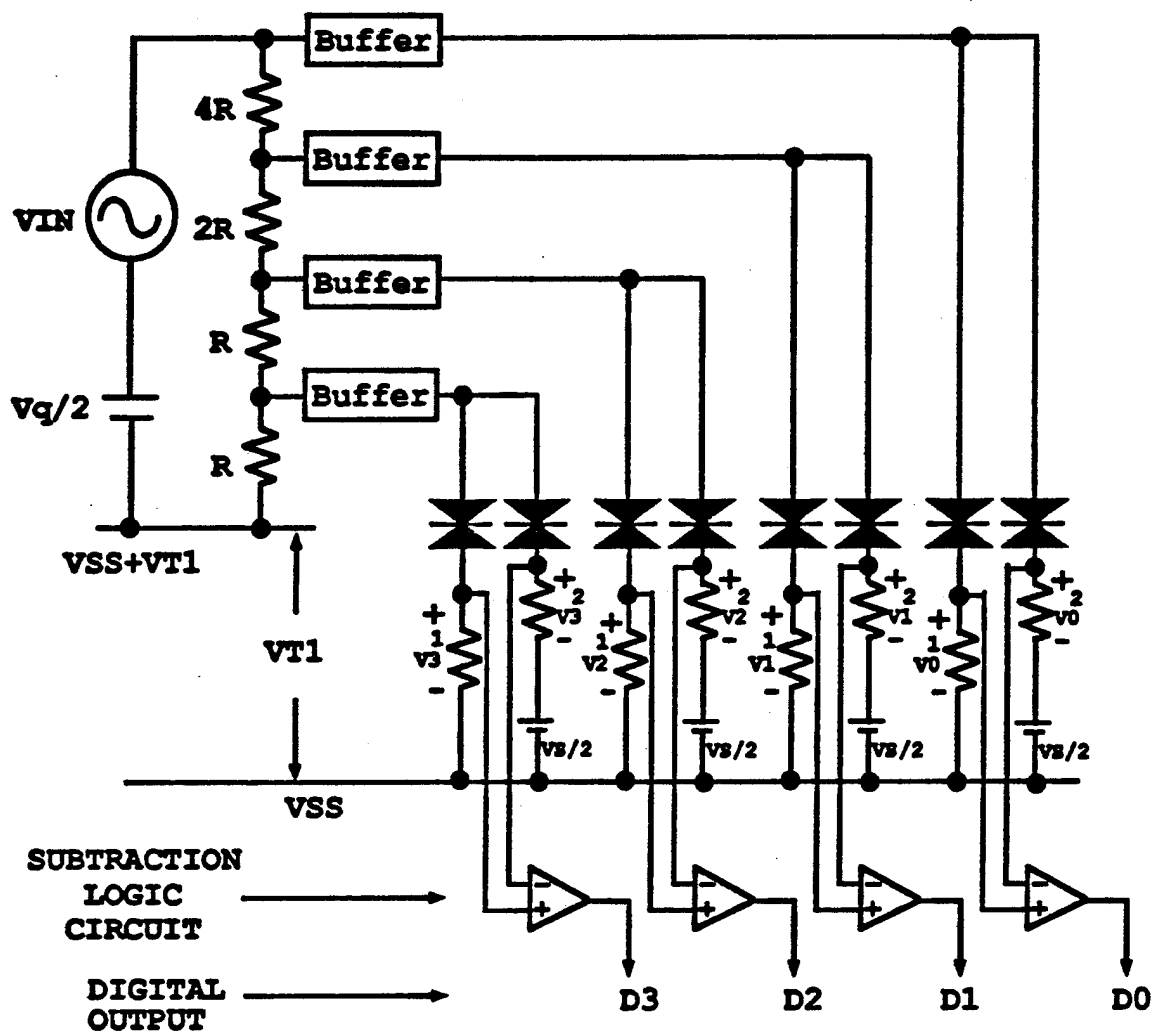 Buffer
4R
Buffer
VIN
2R
Buffer
R
Vq/2
Buffer
R
VSS+VT1
VT1
+ 1 V3 -
+ 2 V3 -
+ 1 V2 -
+ 2 V2 -
+ 1 V1 -
+ 2 V1 -
+ 1 V0 -
+ 2 V0 -
VS/2
VS/2
VS/2
VS/2
VSS
SUBTRACTION
LOGIC
CIRCUIT
- +
- +
- +
- +
DIGITAL
OUTPUT
D3
D2
D1
D0